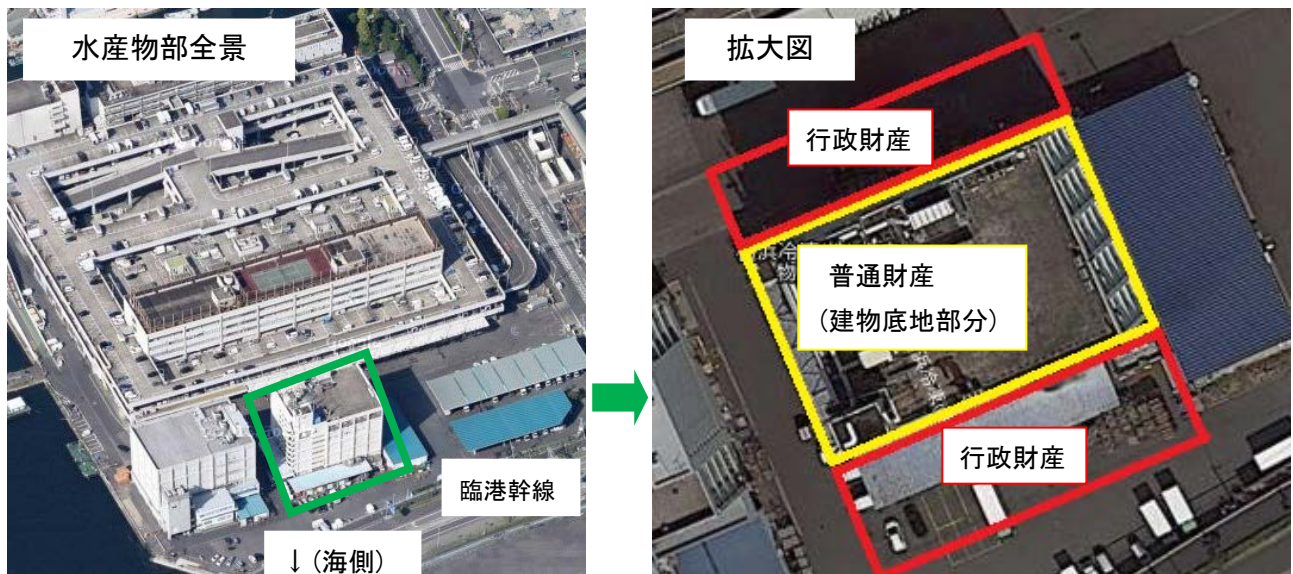 水産物部全景
臨港幹線
↓(海側)
拡大図
行政財産
普通財産
(建物底地部分)
行政財産